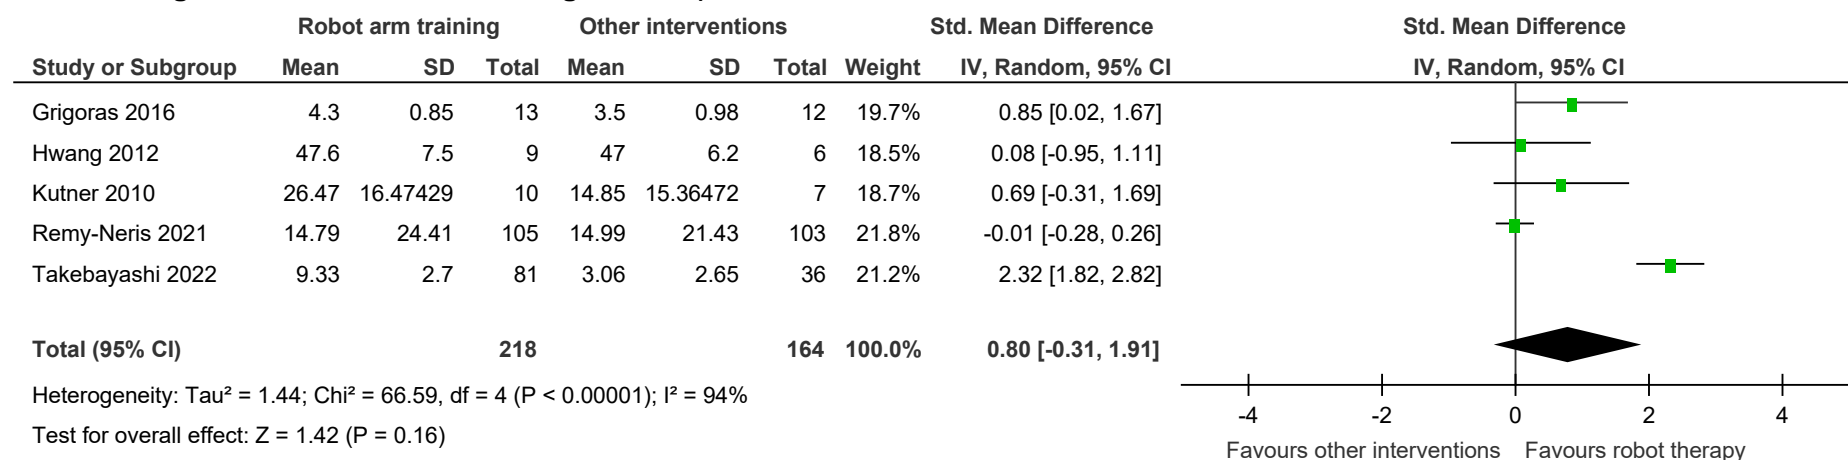 Robot arm training Other interventions Std. Mean Difference Std. Mean Difference
Study or Subgroup Mean SD Total Mean SD Total Weight IV, Random, 95% CI IV, Random, 95% CI
Grigoras 2016 4.3 0.85 13 3.5 0.98 12 19.7% 0.85 [0.02, 1.67]
Hwang 2012 47.6 7.5 9 47 6.2 6 18.5% 0.08 [-0.95, 1.11]
Kutner 2010 26.47 16.47429 10 14.85 15.36472 7 18.7% 0.69 [-0.31, 1.69]
Remy-Neris 2021 14.79 24.41 105 14.99 21.43 103 21.8% -0.01 [-0.28, 0.26]
Takebayashi 2022 9.33 2.7 81 3.06 2.65 36 21.2% 2.32 [1.82, 2.82]
Total (95% CI) 218 164 100.0% 0.80 [-0.31, 1.91]
Heterogeneity: Tau² = 1.44; Chi² = 66.59, df = 4 (P < 0.00001); I² = 94%
Test for overall effect: Z = 1.42 (P = 0.16)
-4 -2 0 2 4
Favours other interventions Favours robot therapy